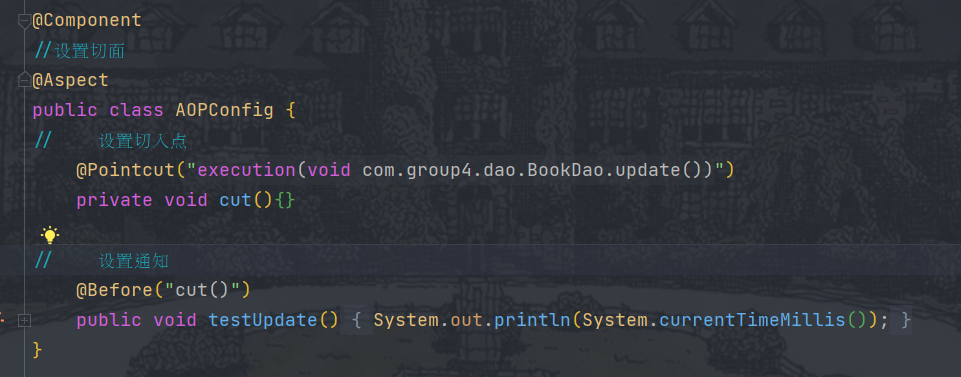 @Component
//设置切面
@Aspect
public class AOPConfig {
//    设置切入点
    @Pointcut("execution(void com.group4.dao.BookDao.update())")
    private void cut(){}
//    设置通知
    @Before("cut()")
    public void testUpdate() { System.out.println(System.currentTimeMillis()); }
}